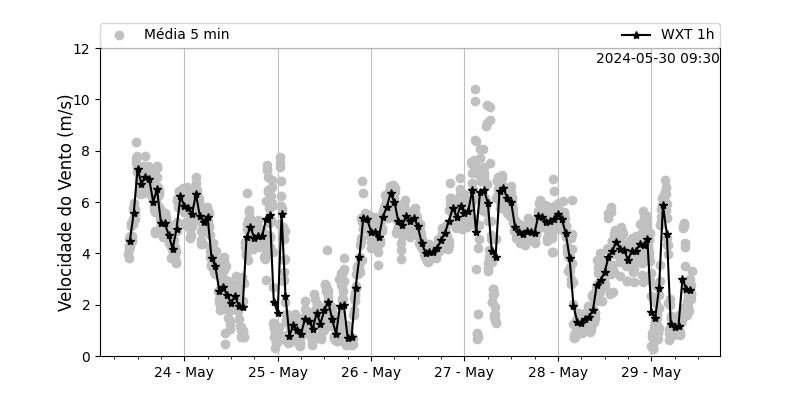 Média 5 min
WXT 1h
2024-05-30 09:30
Velocidade do Vento (m/s)
12
10
8
6
4
2
0
24 - May
25 - May
26 - May
27 - May
28 - May
29 - May